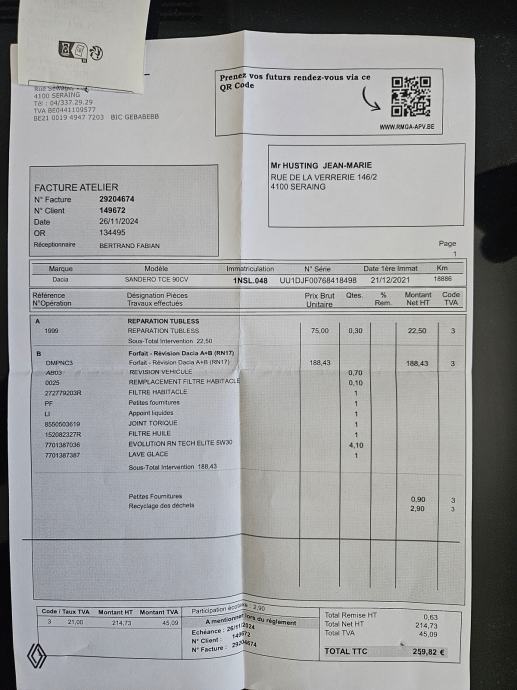 4100 SERAING
Tél : 04/337.29.29
TVA BE0441109577
BE21 0019 4947 7203 BIC GEBABEBB
Prenez vos futurs rendez-vous via ce
QR Code
WWW.RMGA-APV.BE
Mr HUSTING JEAN-MARIE
RUE DE LA VERRERIE 146/2
4100 SERAING
FACTURE ATELIER
N° Facture 29204674
N° Client 149672
Date 26/11/2024
OR 134495
Réceptionnaire BERTRAND FABIAN
Page
1
Marque Modèle Immatriculation N° Série Date 1ère Immat Km
Dacia SANDERO TCE 90CV 1NSL.048 UU1DJF00768418498 21/12/2021 18886
Référence Désignation Pièces Prix Brut Qtes. % Montant Code
N°Opération Travaux effectués Unitaire Rem. Net HT TVA
A REPARATION TUBLESS
1999 REPARATION TUBLESS 75,00 0,30 22,50 3
Sous-Total Intervention 22,50
B Forfait - Révision Dacia A+B (RN17)
DMPNC3 Forfait - Révision Dacia A+B (RN17) 188,43 188,43 3
AB03 REVISION VEHICULE 0,70
0025 REMPLACEMENT FILTRE HABITACLE 0,10
272779203R FILTRE HABITACLE 1
PF Petites fournitures 1
LI Appoint liquides 1
8550503619 JOINT TORIQUE 1
152082327R FILTRE HUILE 1
7701387036 EVOLUTION RN TECH ELITE 5W30 4,10
7701387387 LAVE GLACE 1
Sous-Total Intervention 188,43
Petites Fournitures 0,90 3
Recyclage des déchets 2,90 3
Code / Taux TVA Montant HT Montant TVA
3 21,00 214,73 45,09
Participation écotaxe : 2,90
A mentionner lors du règlement
Echéance : 26/11/2024
N° Client : 149672
N° Facture : 29204674
Total Remise HT 0,63
Total Net HT 214,73
Total TVA 45,09
TOTAL TTC 259,82 €